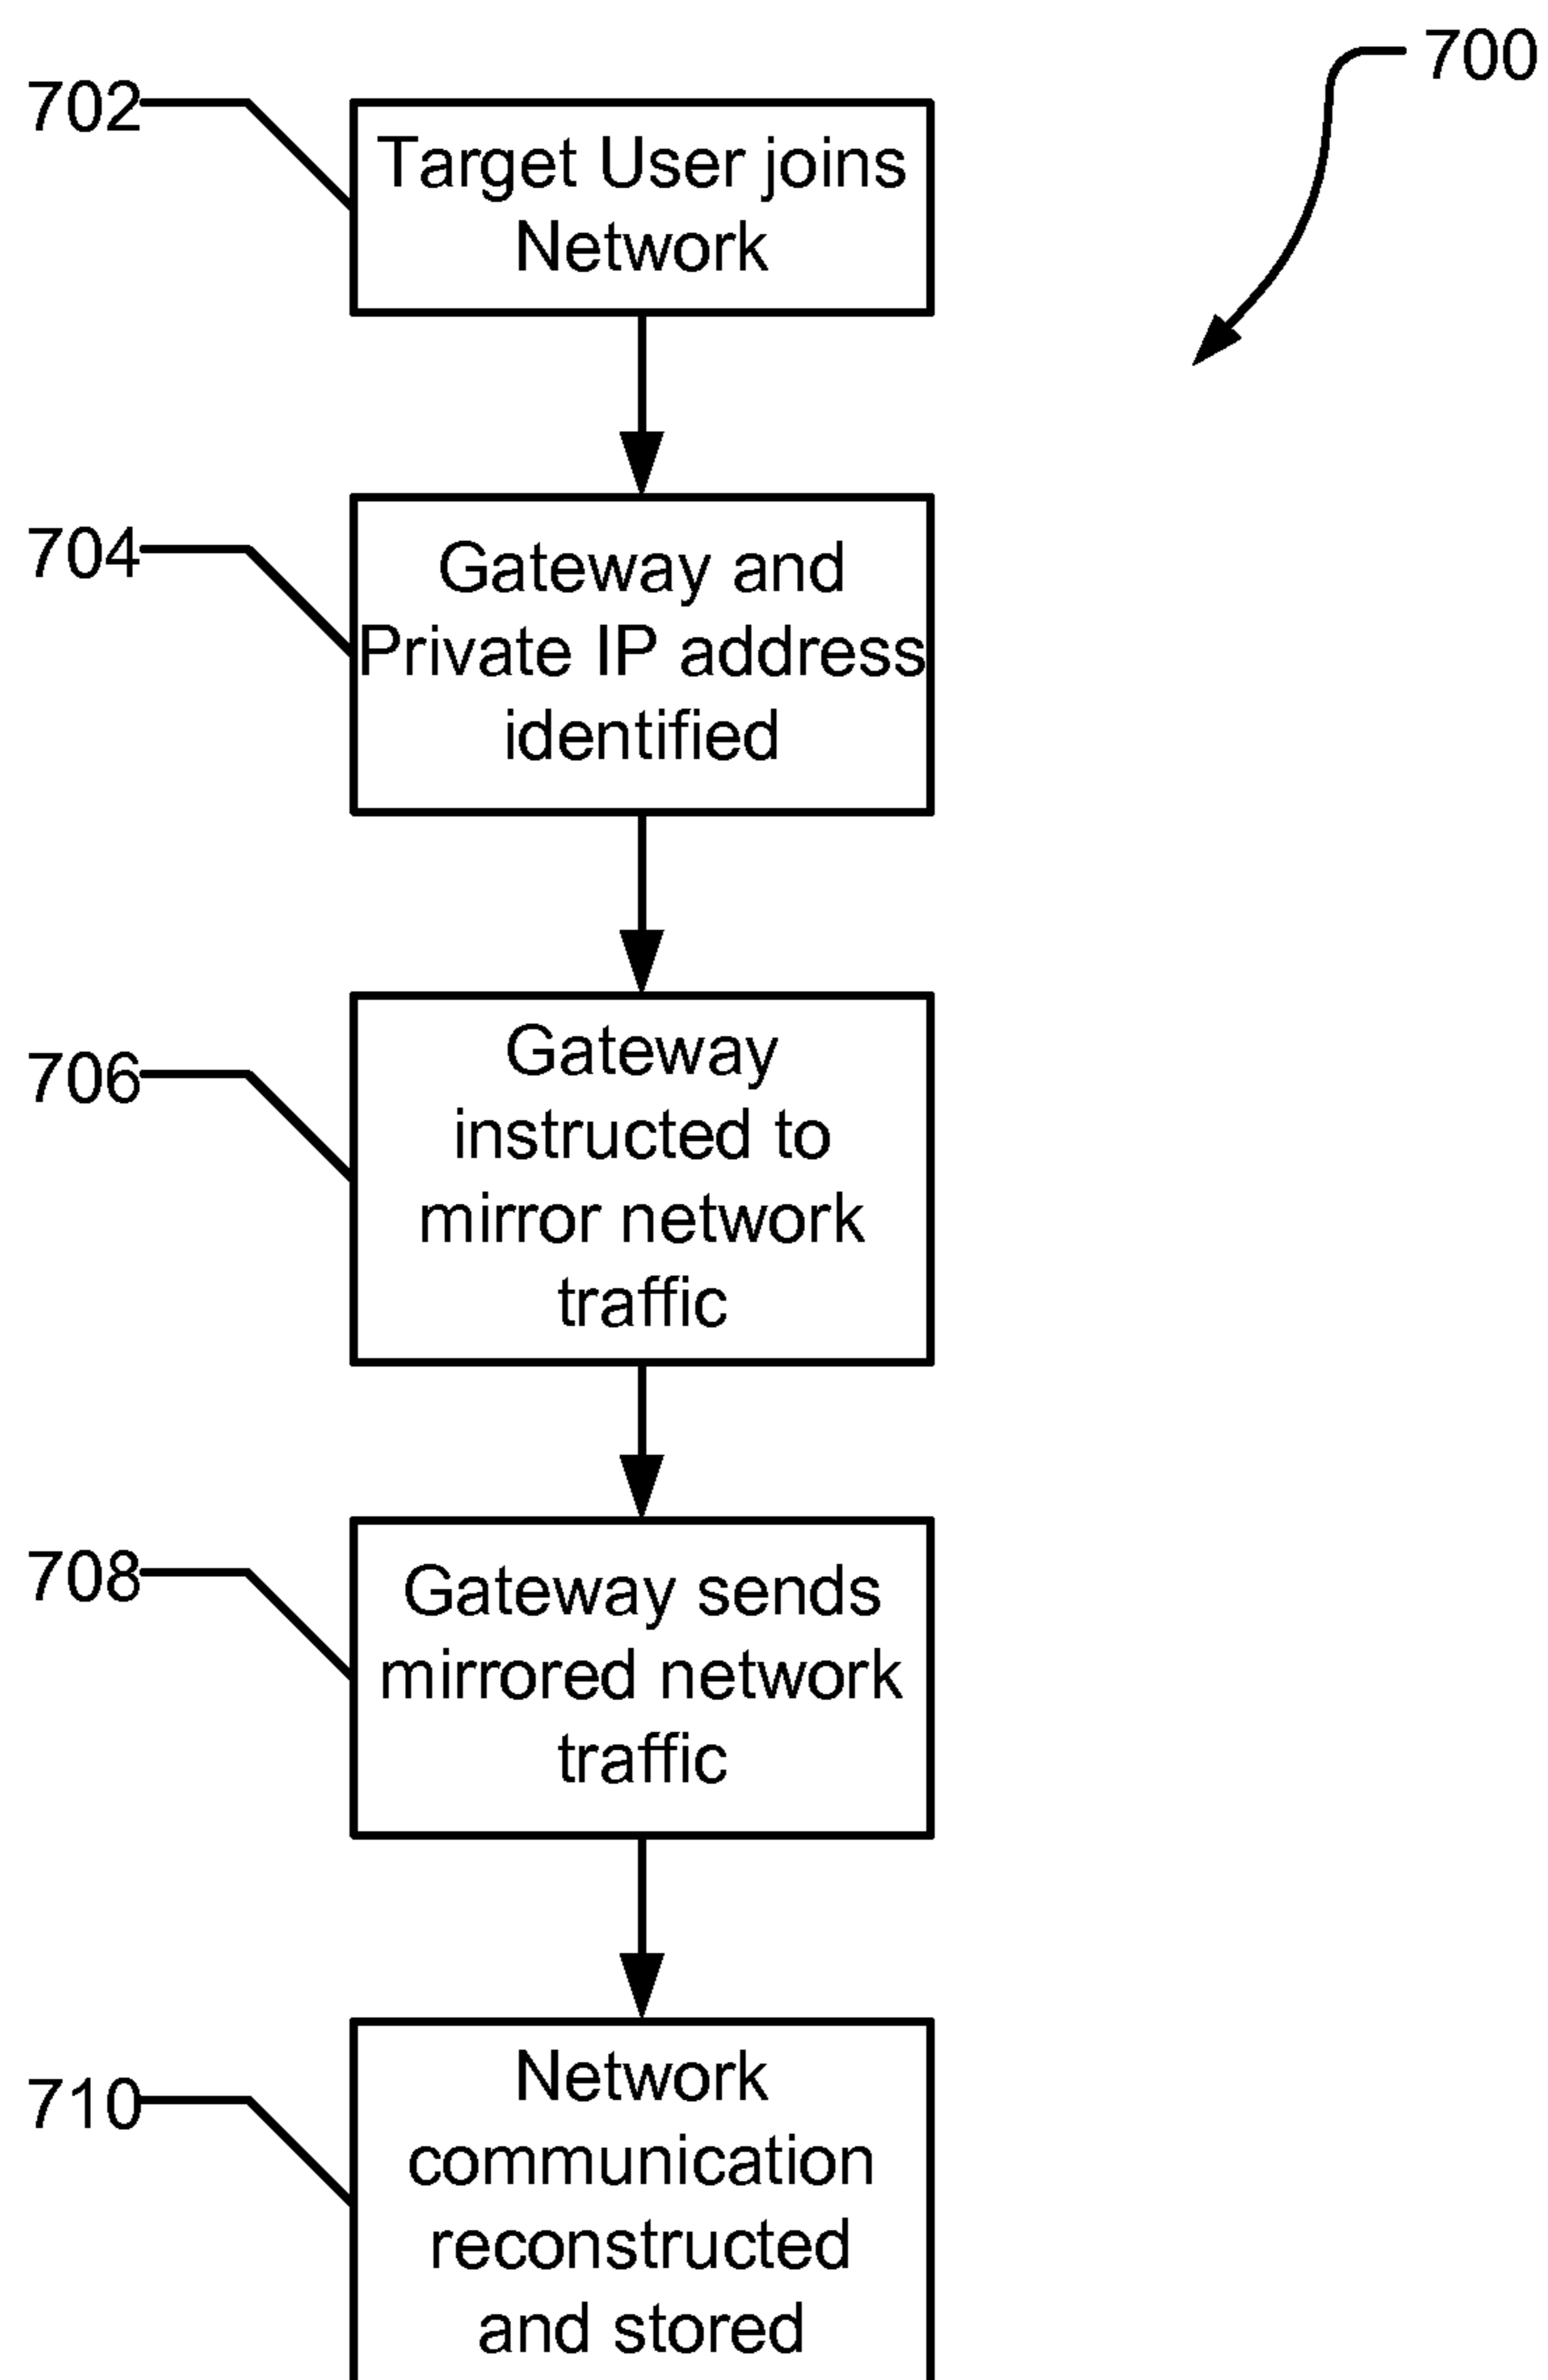 700
702
Target User joins
Network
704
Gateway and
Private IP address
identified
706
Gateway
instructed to
mirror network
traffic
708
Gateway sends
mirrored network
traffic
710
Network
communication
reconstructed
and stored